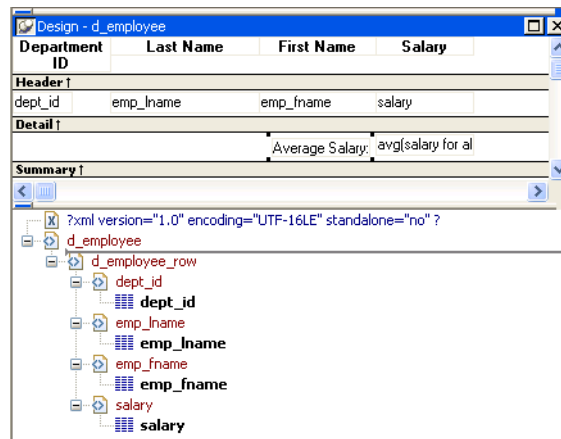 Design - d_employee
Department ID Last Name First Name Salary
Header ↑
dept_id emp_lname emp_fname salary
Detail ↑
Average Salary: avg(salary for al
Summary ↑
?xml version="1.0" encoding="UTF-16LE" standalone="no" ?
d_employee
d_employee_row
dept_id
dept_id
emp_lname
emp_lname
emp_fname
emp_fname
salary
salary